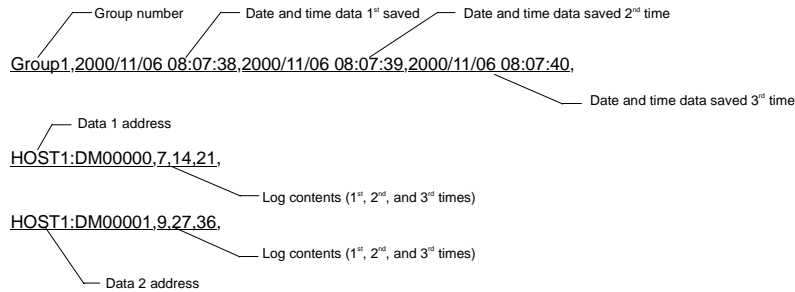 Group number
Date and time data 1st saved
Date and time data saved 2nd time
Group1,2000/11/06 08:07:38,2000/11/06 08:07:39,2000/11/06 08:07:40,
Date and time data saved 3rd time
Data 1 address
HOST1:DM00000,7,14,21,
Log contents (1st, 2nd, and 3rd times)
HOST1:DM00001,9,27,36,
Log contents (1st, 2nd, and 3rd times)
Data 2 address